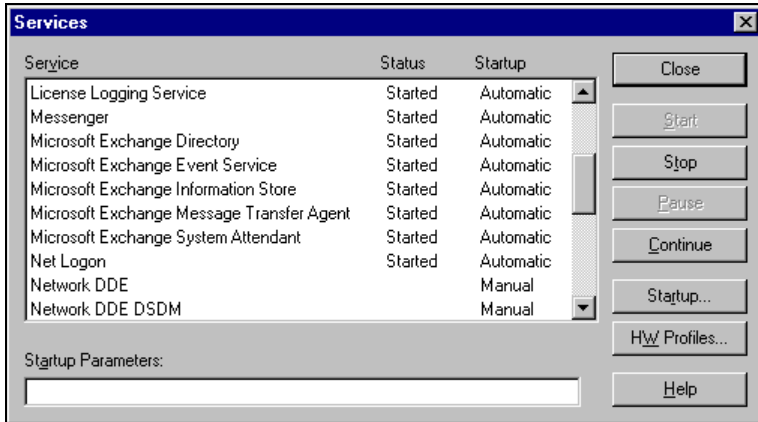 Services
Service Status Startup
License Logging Service Started Automatic
Messenger Started Automatic
Microsoft Exchange Directory Started Automatic
Microsoft Exchange Event Service Started Automatic
Microsoft Exchange Information Store Started Automatic
Microsoft Exchange Message Transfer Agent Started Automatic
Microsoft Exchange System Attendant Started Automatic
Net Logon Started Automatic
Network DDE Manual
Network DDE DSDM Manual
Startup Parameters:
Close
Start
Stop
Pause
Continue
Startup...
HW Profiles...
Help